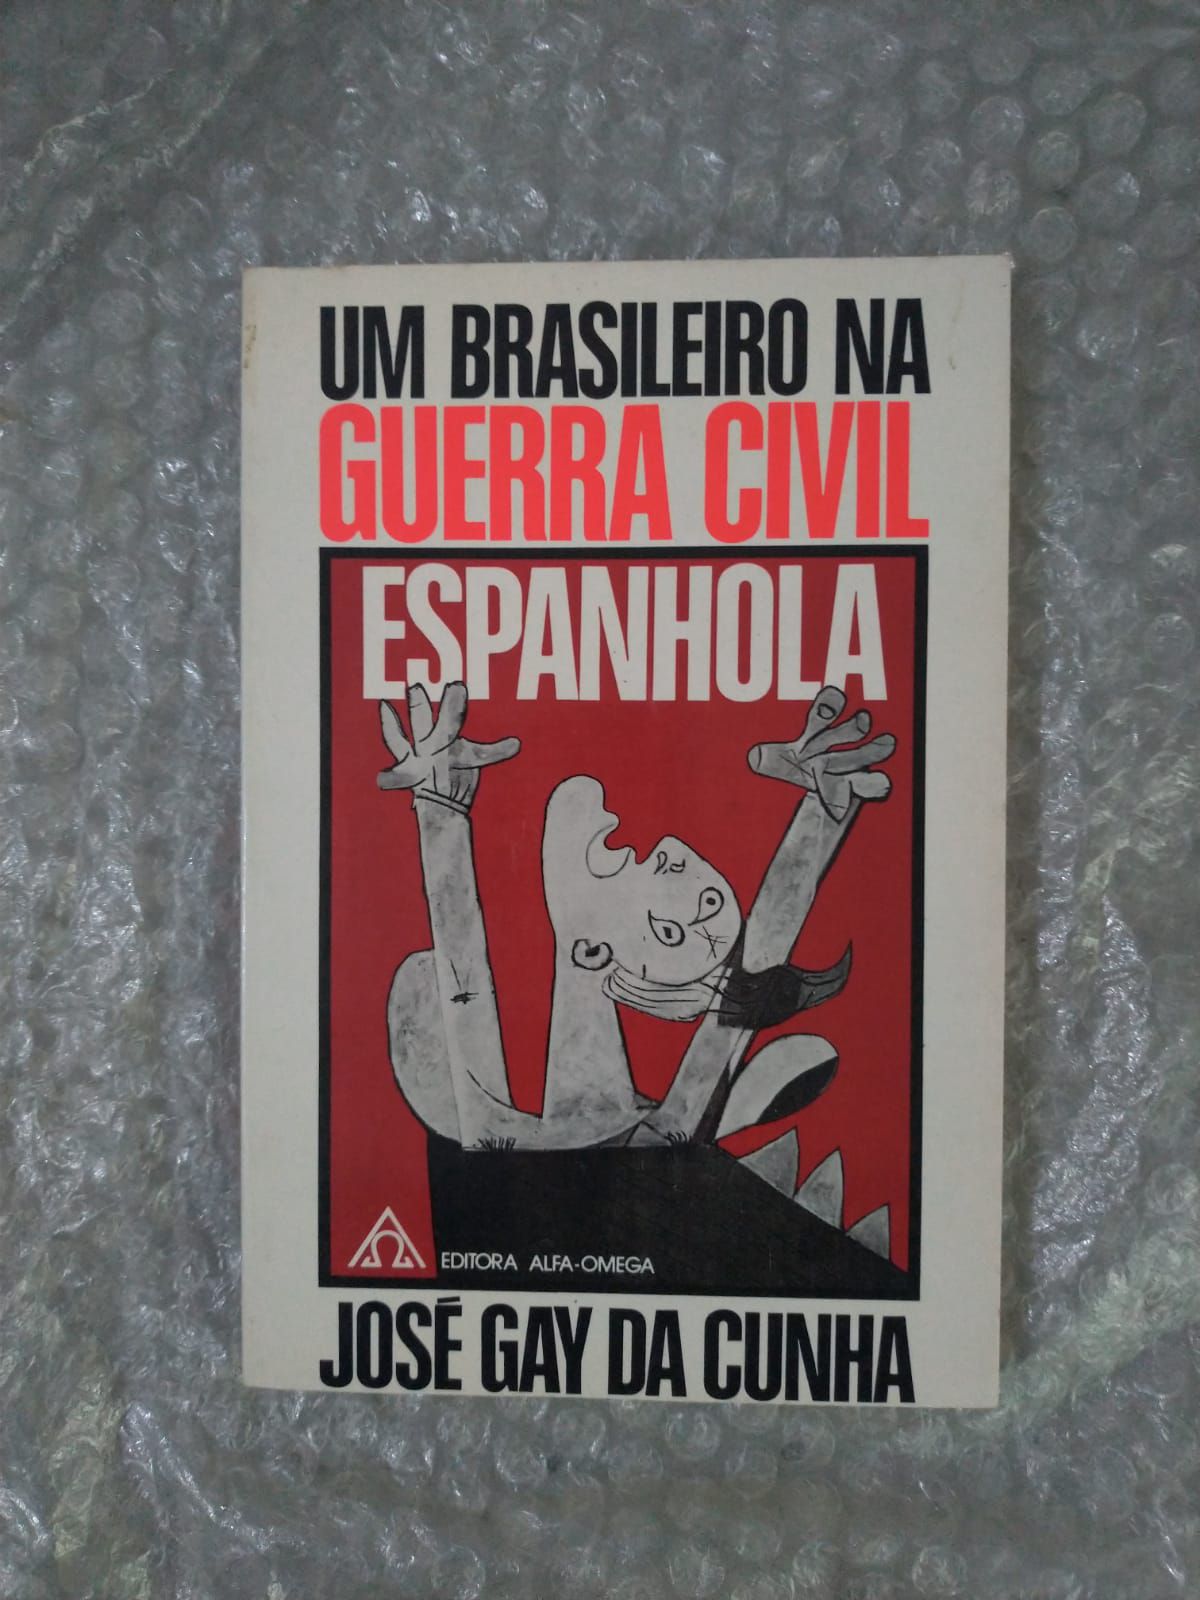 UM BRASILEIRO NA
GUERRA CIVIL
ESPANHOLA
EDITORA ALFA-OMEGA
JOSÉ GAY DA CUNHA